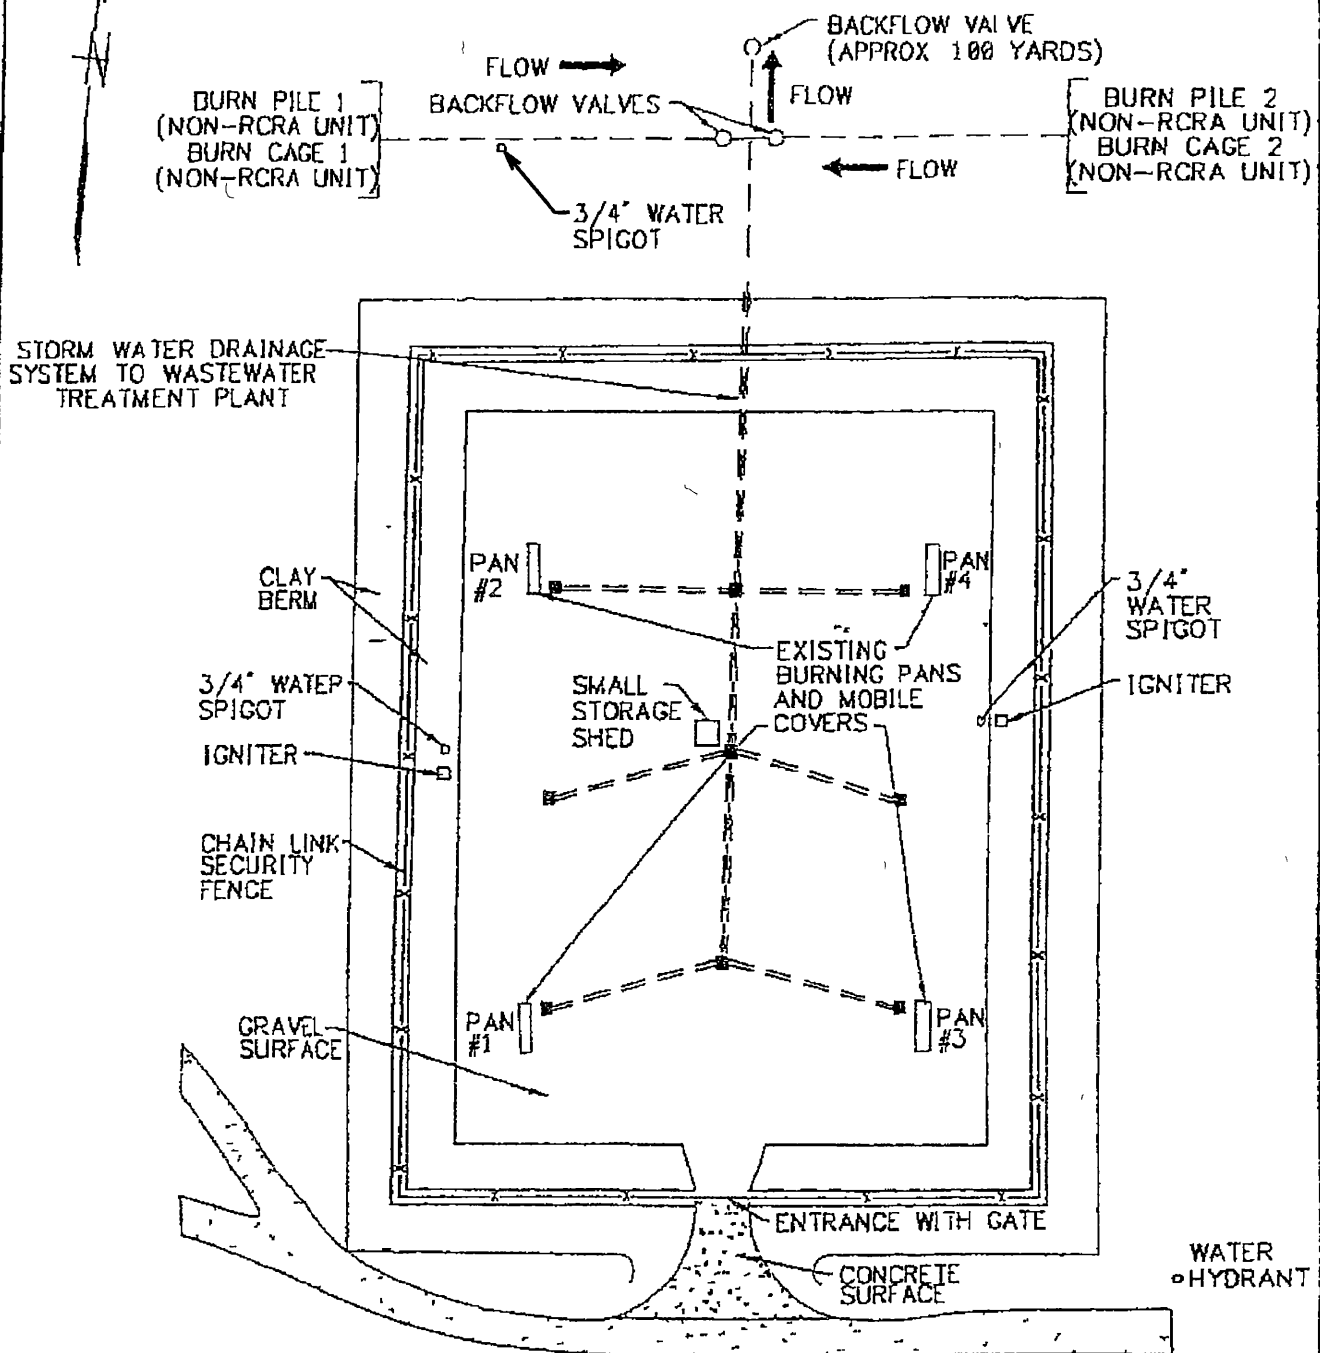 N
BACKFLOW VALVE
(APPROX 100 YARDS)
FLOW
BACKFLOW VALVES
FLOW
BURN PILE 1
(NON-RCRA UNIT)
BURN CAGE 1
(NON-RCRA UNIT)
BURN PILE 2
(NON-RCRA UNIT)
BURN CAGE 2
(NON-RCRA UNIT)
FLOW
3/4" WATER
SPIGOT
STORM WATER DRAINAGE
SYSTEM TO WASTEWATER
TREATMENT PLANT
PAN
#2
PAN
#4
CLAY
BERM
3/4"
WATER
SPIGOT
EXISTING
BURNING PANS
AND MOBILE
COVERS
SMALL
STORAGE
SHED
3/4" WATER
SPIGOT
IGNITER
IGNITER
CHAIN LINK
SECURITY
FENCE
GRAVEL
SURFACE
PAN
#1
PAN
#3
ENTRANCE WITH GATE
CONCRETE
SURFACE
WATER
HYDRANT